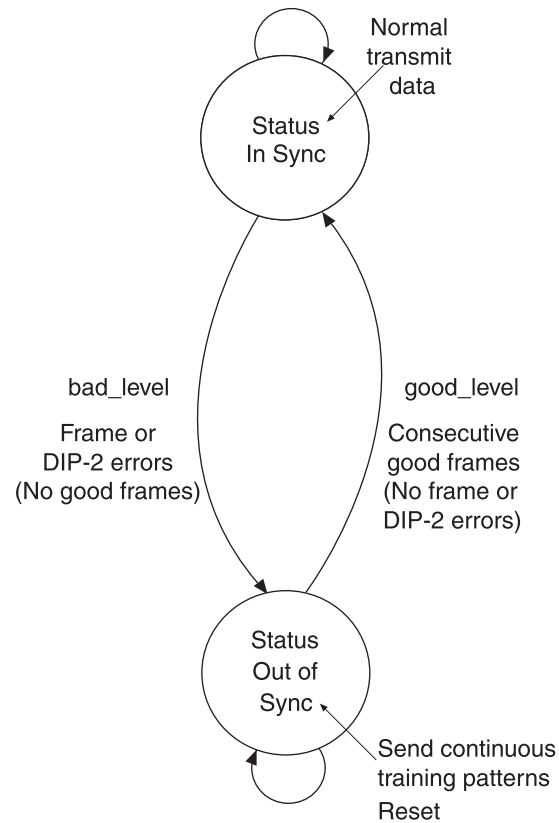 Normal
transmit
data
Status
In Sync
bad_level
Frame or
DIP-2 errors
(No good frames)
good_level
Consecutive
good frames
(No frame or
DIP-2 errors)
Status
Out of
Sync
Send continuous
training patterns
Reset